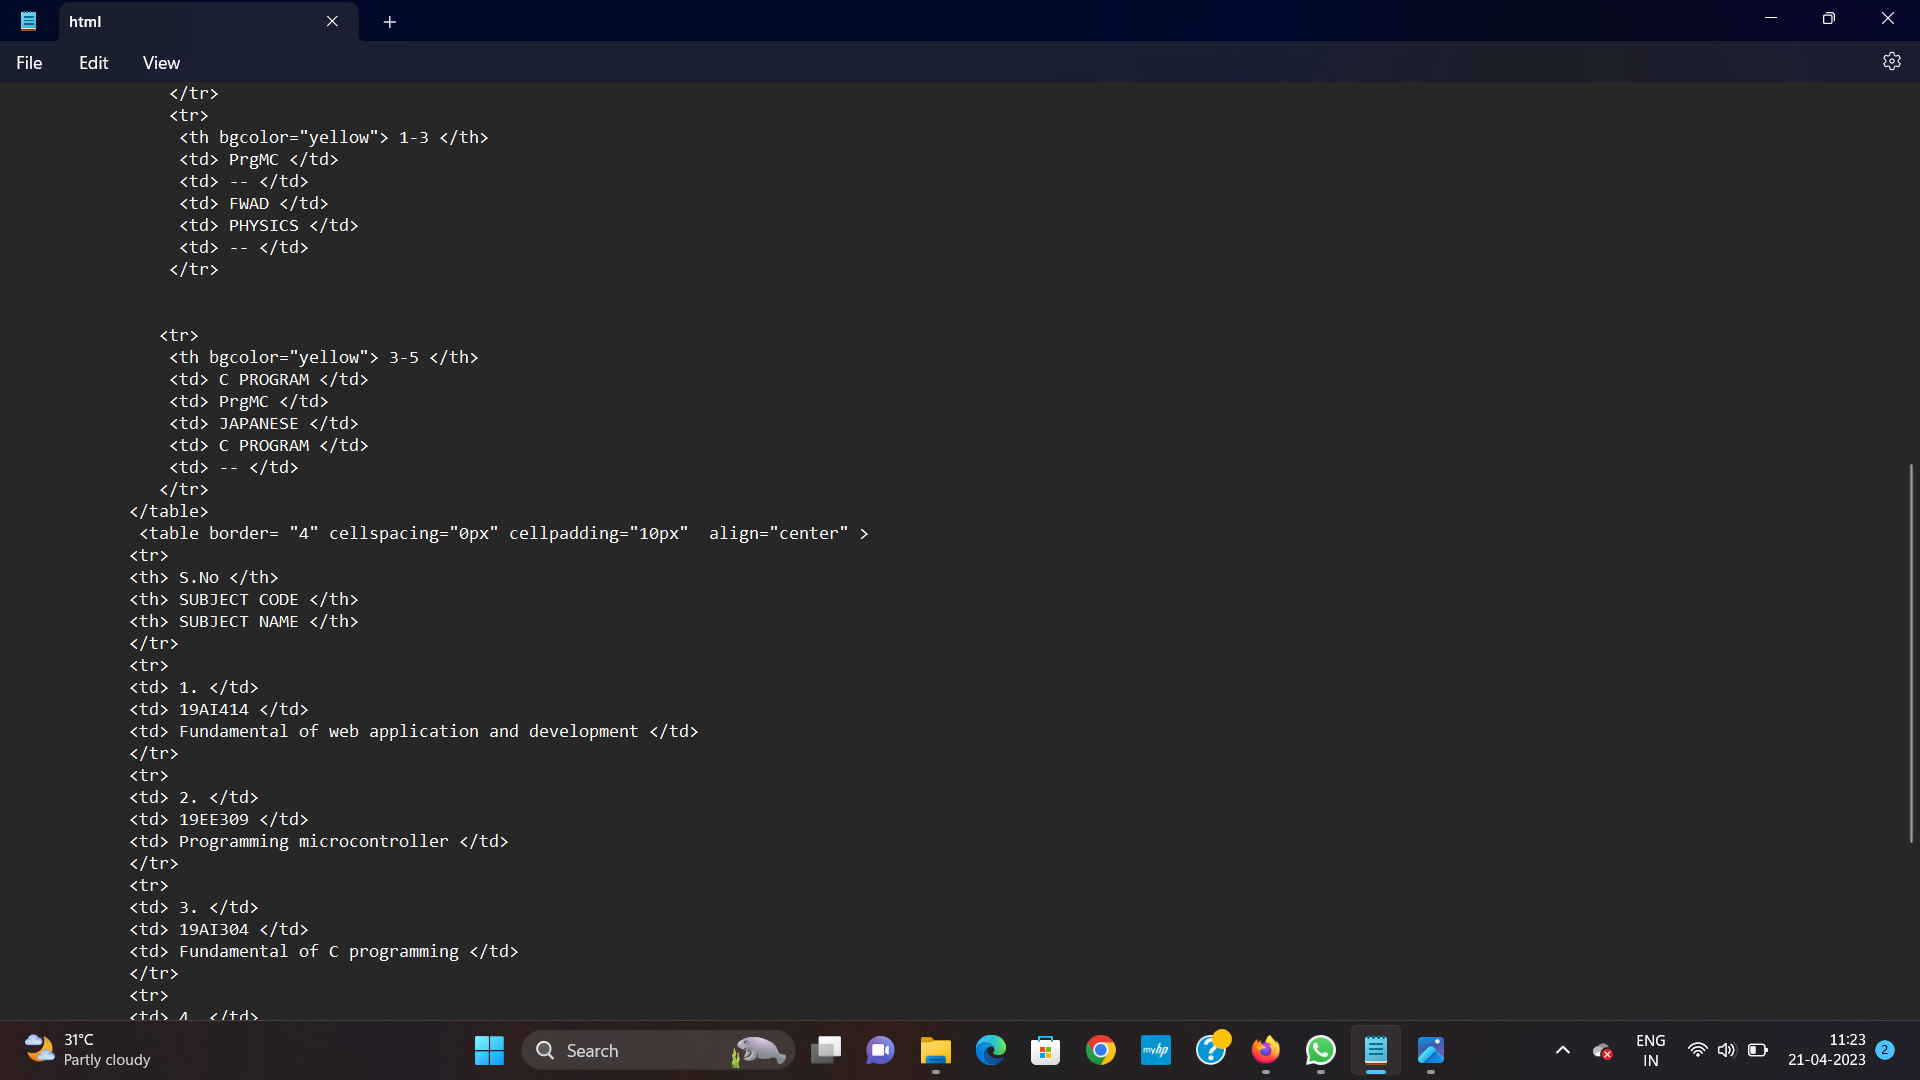 html
File Edit View
</tr>
<tr>
<th bgcolor="yellow"> 1-3 </th>
<td> PrgMC </td>
<td> -- </td>
<td> FWAD </td>
<td> PHYSICS </td>
<td> -- </td>
</tr>
<tr>
<th bgcolor="yellow"> 3-5 </th>
<td> C PROGRAM </td>
<td> PrgMC </td>
<td> JAPANESE </td>
<td> C PROGRAM </td>
<td> -- </td>
</tr>
</table>
<table border= "4" cellspacing="0px" cellpadding="10px"  align="center" >
<tr>
<th> S.No </th>
<th> SUBJECT CODE </th>
<th> SUBJECT NAME </th>
</tr>
<tr>
<td> 1. </td>
<td> 19AI414 </td>
<td> Fundamental of web application and development </td>
</tr>
<tr>
<td> 2. </td>
<td> 19EE309 </td>
<td> Programming microcontroller </td>
</tr>
<tr>
<td> 3. </td>
<td> 19AI304 </td>
<td> Fundamental of C programming </td>
</tr>
<tr>
<td> 4. </td>
31°C
Partly cloudy
Search
myhp
ENG
IN
11:23
21-04-2023
2